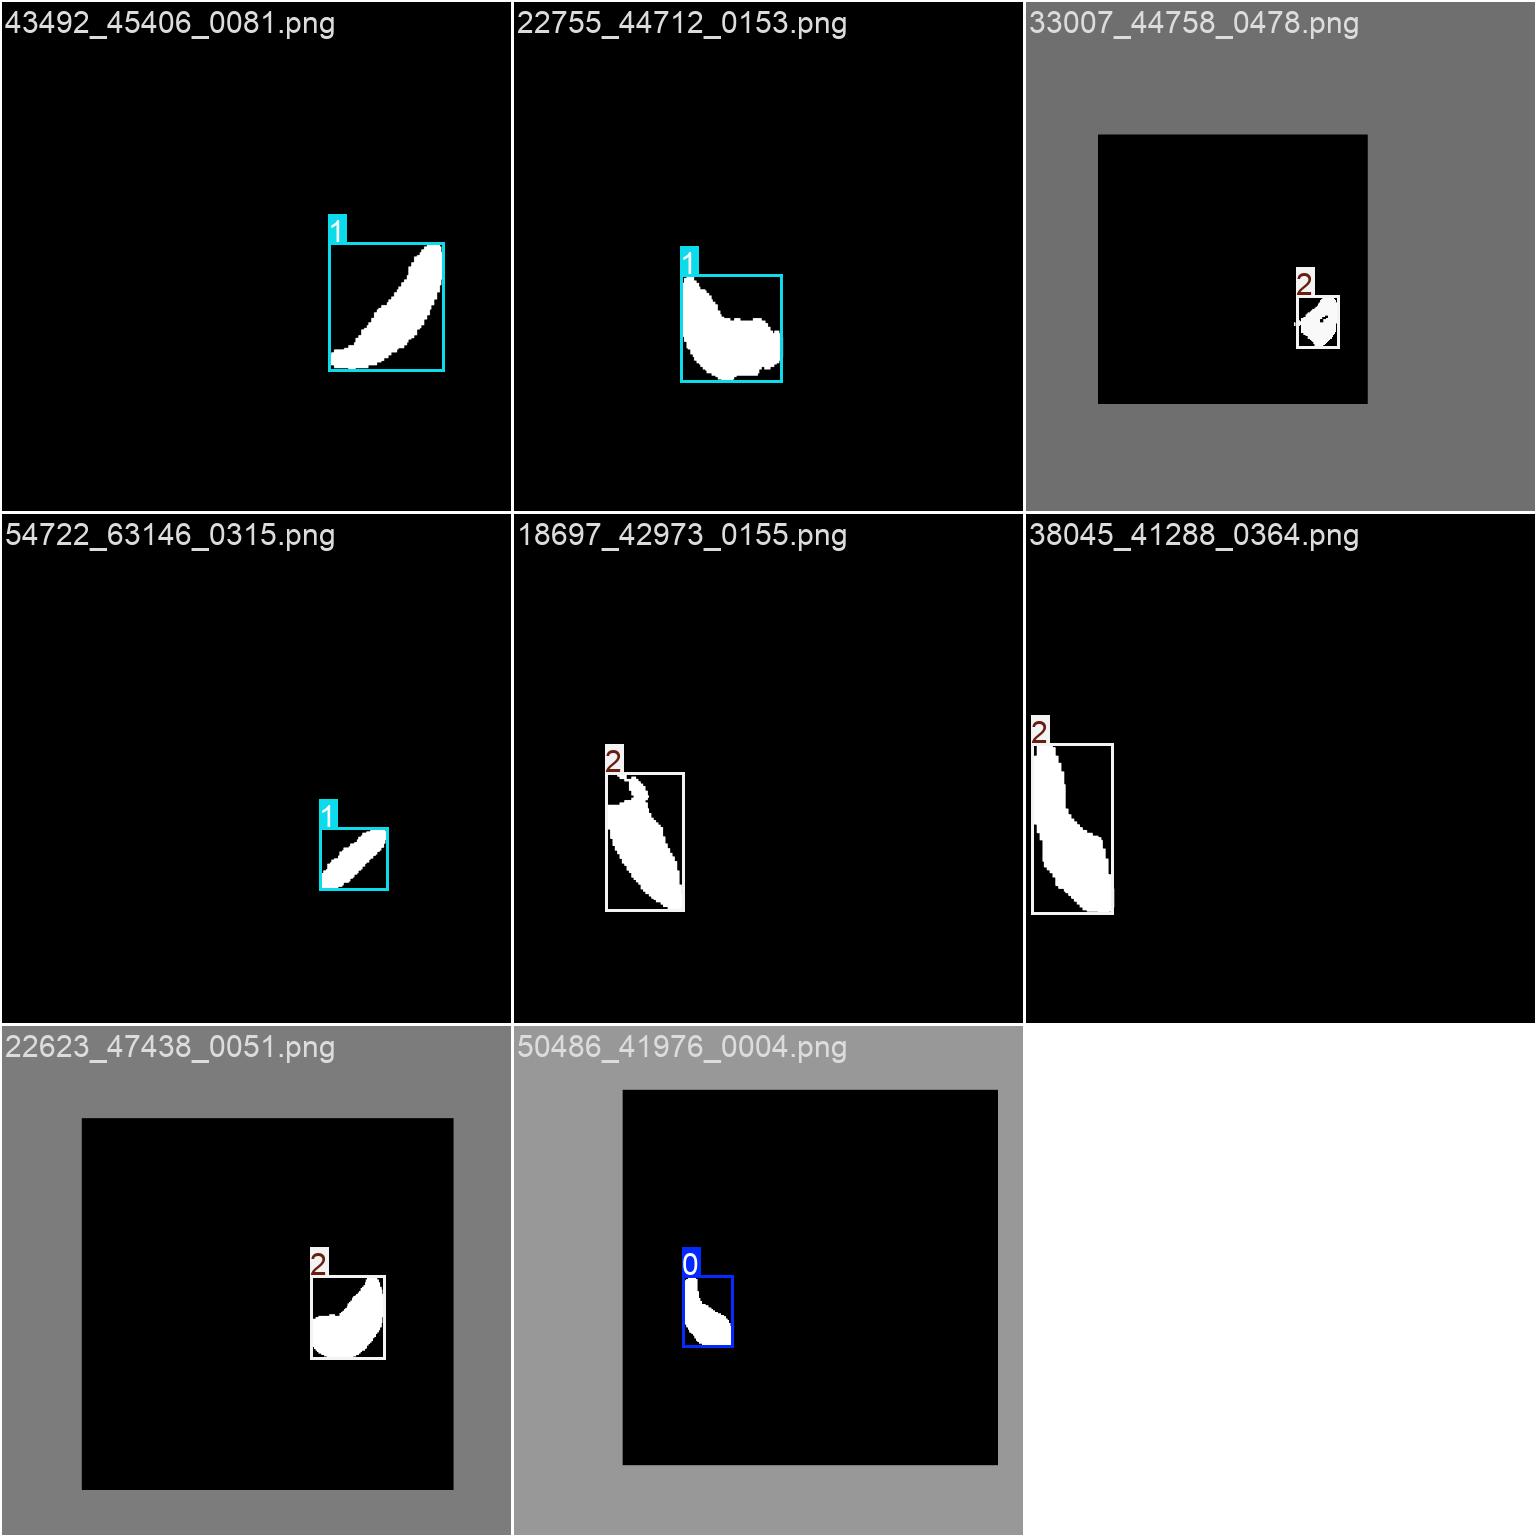 43492_45406_0081.png
22755_44712_0153.png
33007_44758_0478.png
1
1
2
54722_63146_0315.png
18697_42973_0155.png
38045_41288_0364.png
1
2
2
22623_47438_0051.png
50486_41976_0004.png
2
0